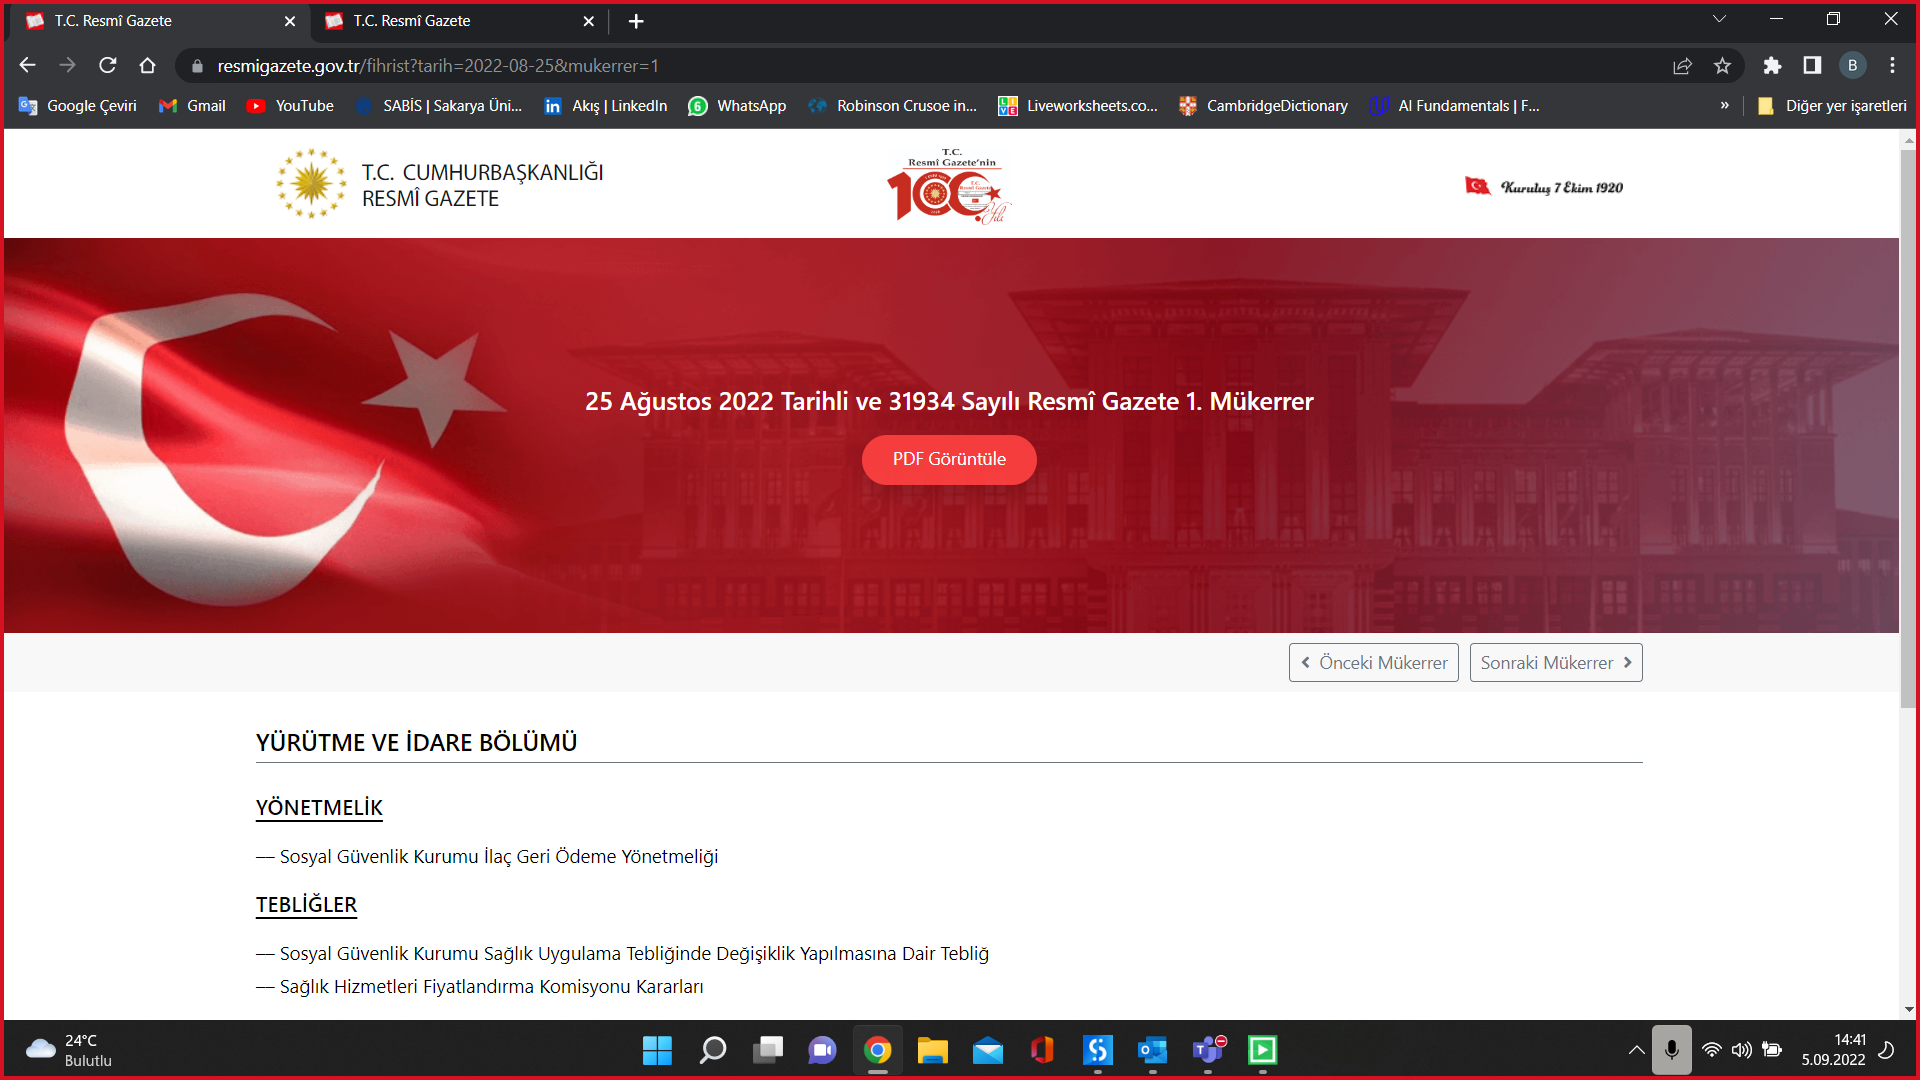 T.C. Resmî Gazete
T.C. Resmî Gazete
resmigazete.gov.tr/fihrist?tarih=2022-08-25&mukerrer=1
B
Google Çeviri
Gmail
YouTube
SABİS | Sakarya Üni...
Akış | LinkedIn
WhatsApp
Robinson Crusoe in...
Liveworksheets.co...
CambridgeDictionary
AI Fundamentals | F...
»
Diğer yer işaretleri
T.C. CUMHURBAŞKANLIĞI
RESMÎ GAZETE
T.C.
Resmî Gazete'nin
100.
Yılı
Kuruluş 7 Ekim 1920
25 Ağustos 2022 Tarihli ve 31934 Sayılı Resmî Gazete 1. Mükerrer
PDF Görüntüle
Önceki Mükerrer
Sonraki Mükerrer
YÜRÜTME VE İDARE BÖLÜMÜ
YÖNETMELİK
— Sosyal Güvenlik Kurumu İlaç Geri Ödeme Yönetmeliği
TEBLİĞLER
— Sosyal Güvenlik Kurumu Sağlık Uygulama Tebliğinde Değişiklik Yapılmasına Dair Tebliğ
— Sağlık Hizmetleri Fiyatlandırma Komisyonu Kararları
24°C
Bulutlu
14:41
5.09.2022